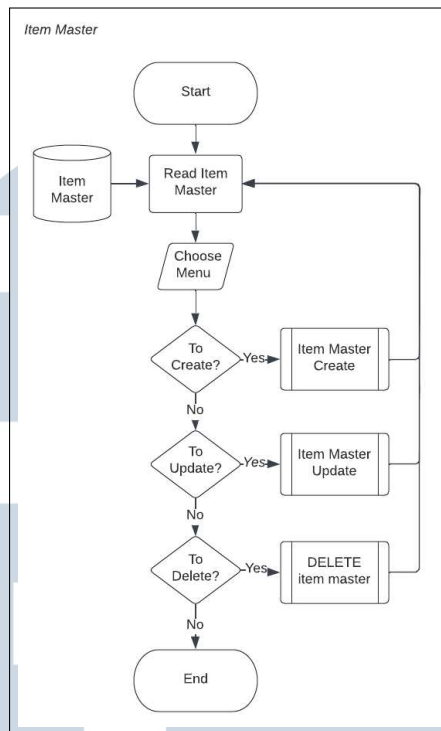 Item Master
Start
Item
Master
Read Item
Master
Choose
Menu
To
Create?
Yes
Item Master
Create
No
To
Update?
Yes
Item Master
Update
No
To
Delete?
Yes
DELETE
item master
No
End